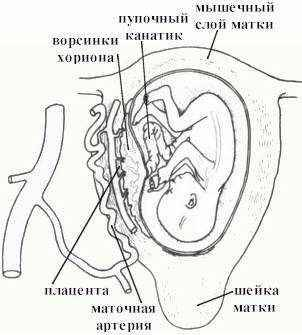 мышечный
слой матки
пупочный
канатик
ворсинки
хориона
плацента
маточная
артерия
шейка
матки